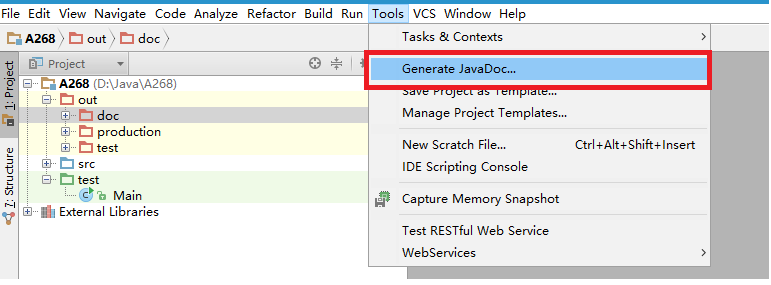 File Edit View Navigate Code Analyze Refactor Build Run Tools VCS Window Help
A268 out doc
Project
1: Project
7: Structure
A268 (D:\Java\A268)
out
doc
production
test
src
test
Main
External Libraries
Tasks & Contexts
Generate JavaDoc...
Save Project as Template...
Manage Project Templates...
New Scratch File... Ctrl+Alt+Shift+Insert
IDE Scripting Console
Capture Memory Snapshot
Test RESTful Web Service
WebServices